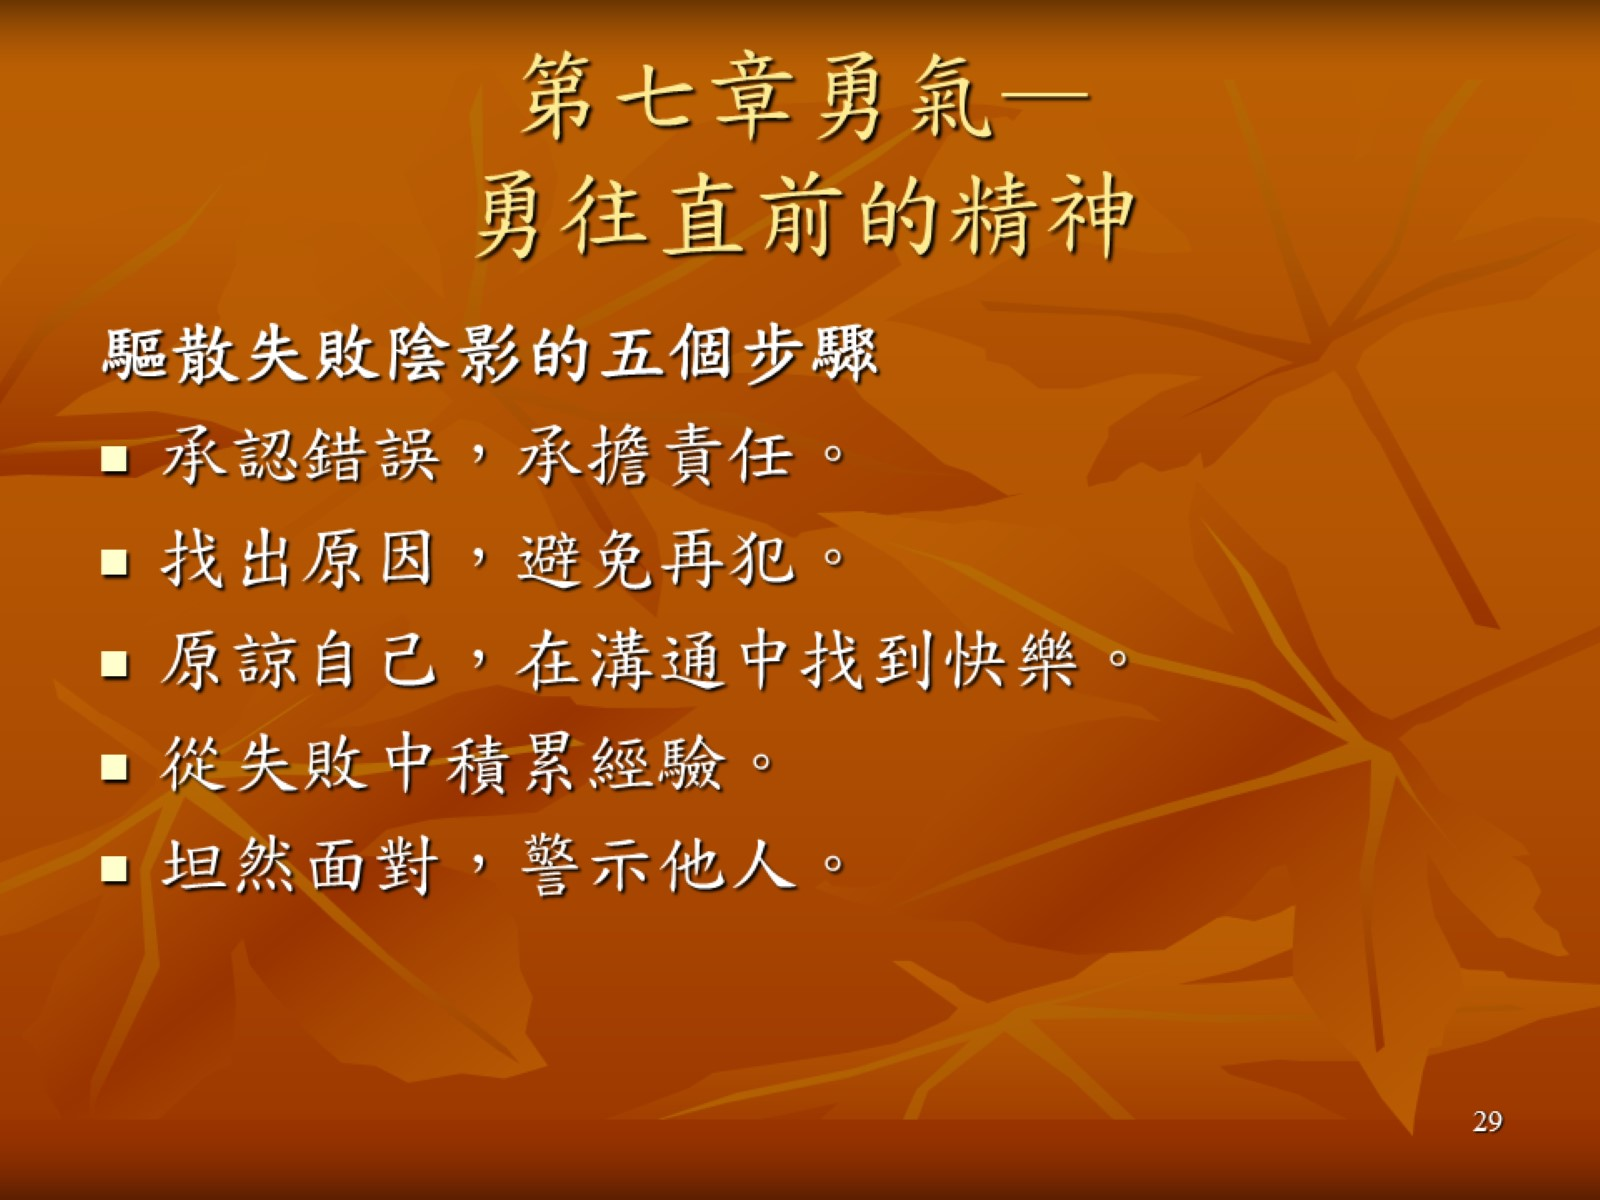 第七章勇氣—
勇往直前的精神
驅散失敗陰影的五個步驟
承認錯誤，承擔責任。
找出原因，避免再犯。
原諒自己，在溝通中找到快樂。
從失敗中積累經驗。
坦然面對，警示他人。
29